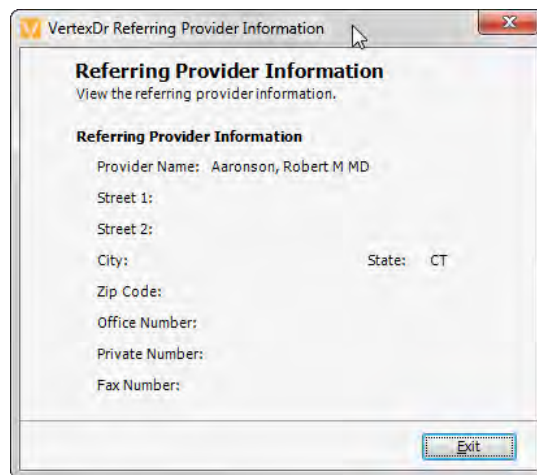 VertexDr Referring Provider Information
Referring Provider Information
View the referring provider information.
Referring Provider Information
Provider Name: Aaronson, Robert M MD
Street 1:
Street 2:
City: State: CT
Zip Code:
Office Number:
Private Number:
Fax Number:
Exit